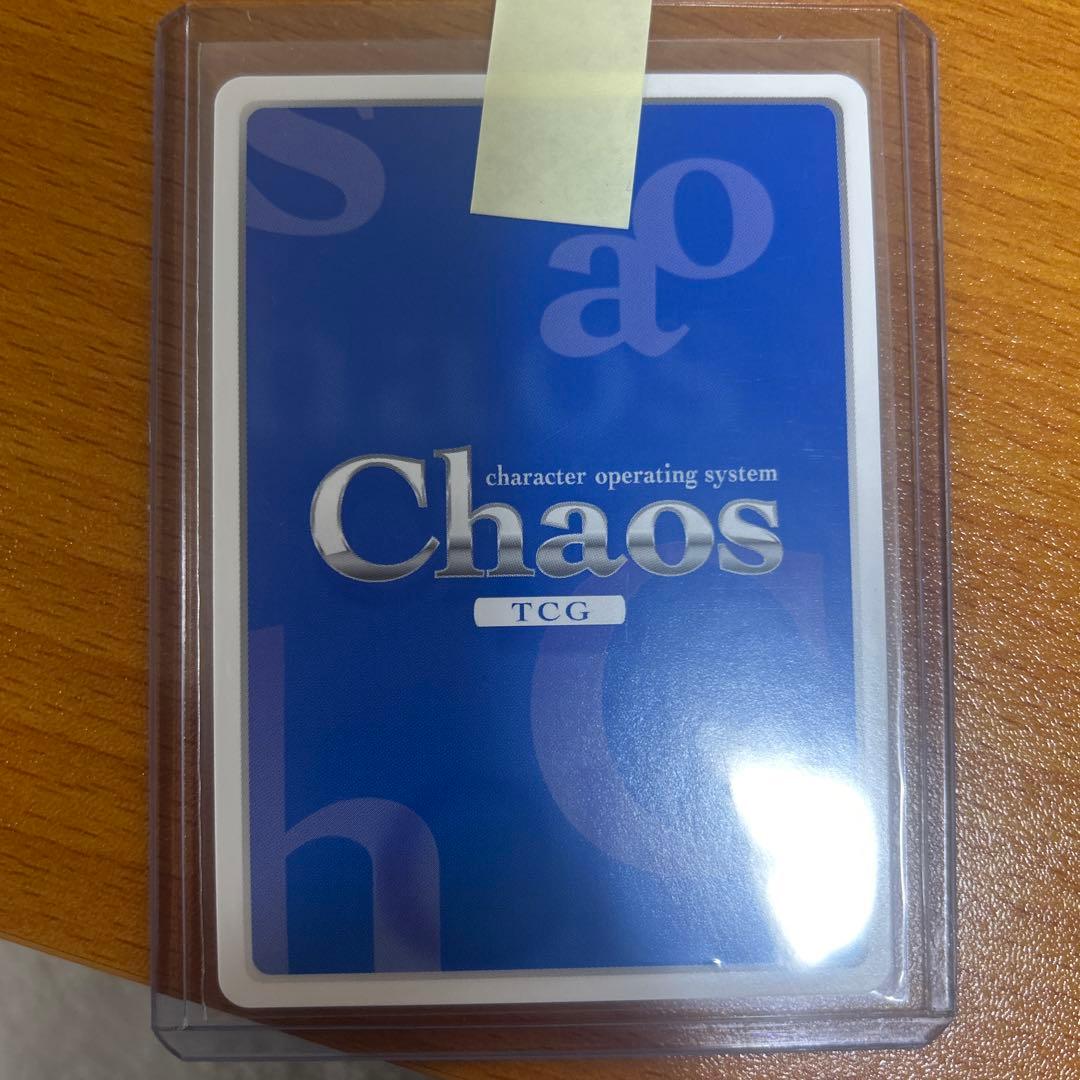 s
o
a
character operating system
Chaos
TCG
C
h